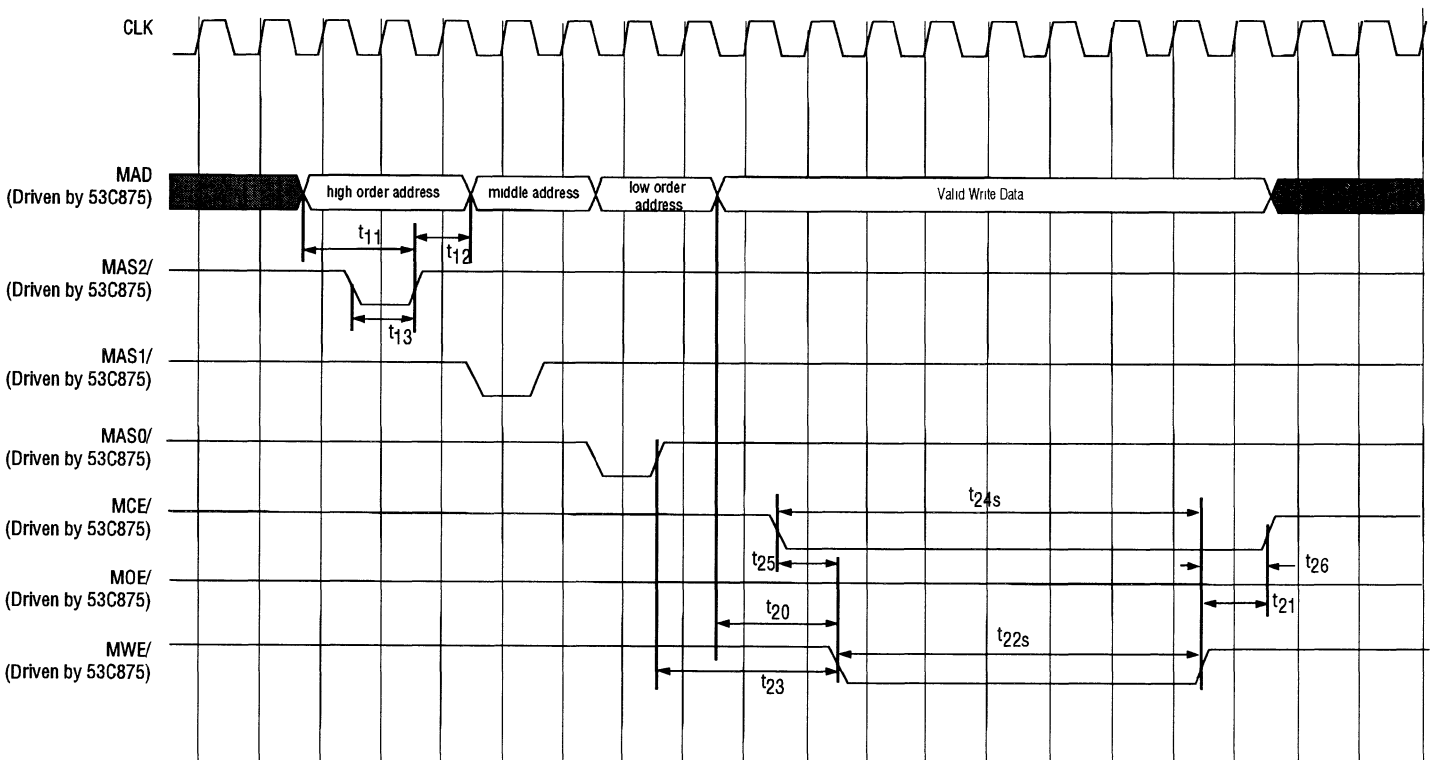 CLK
MAD
(Driven by 53C875)
high order address
middle address
low order
address
Valid Write Data
t11
t12
MAS2/
(Driven by 53C875)
t13
MAS1/
(Driven by 53C875)
MAS0/
(Driven by 53C875)
MCE/
(Driven by 53C875)
t24s
t25
t26
MOE/
(Driven by 53C875)
t20
t21
MWE/
(Driven by 53C875)
t22s
t23